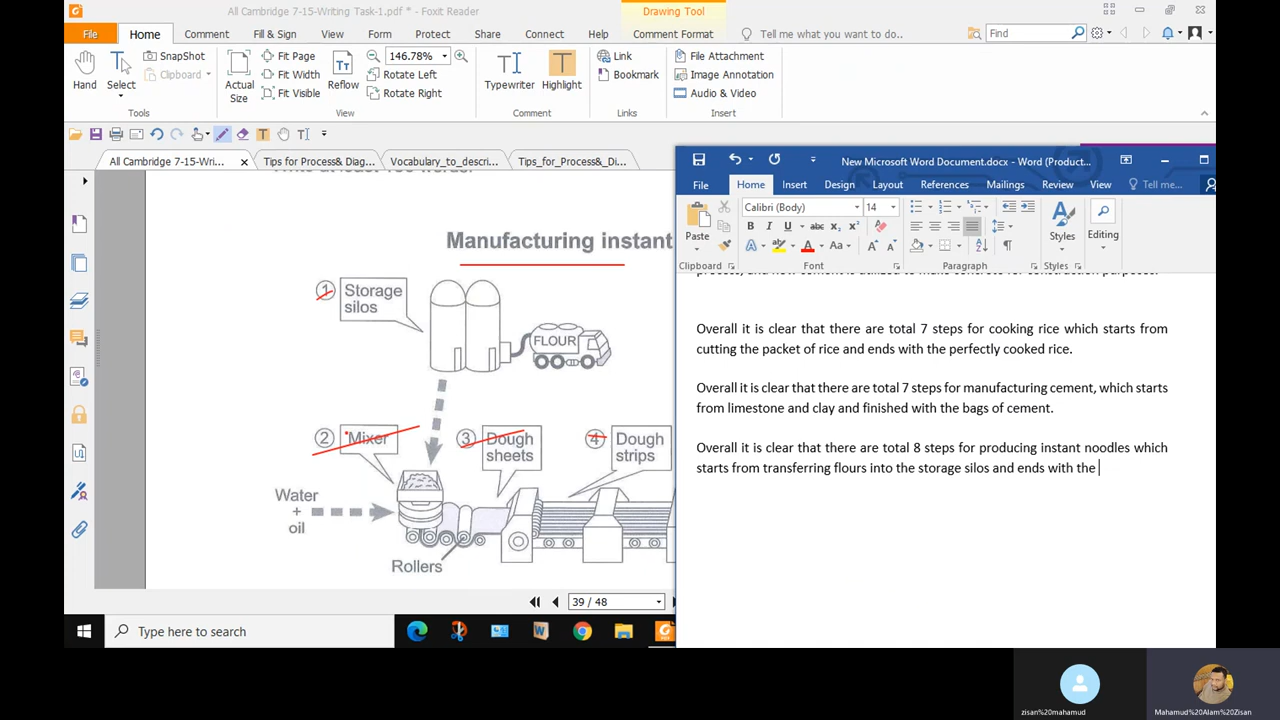 All Cambridge 7-15-Writing Task-1.pdf * - Foxit Reader
Drawing Tool
File Home Comment Fill & Sign View Form Protect Share Connect Help Comment Format Tell me what you want to do.. Find
SnapShot
Clipboard
Hand Select
Actual Size
Fit Page
Fit Width
Fit Visible
Reflow
146.78%
Rotate Left
Rotate Right
Typewriter Highlight
Link
Bookmark
File Attachment
Image Annotation
Audio & Video
Tools View Comment Links Insert
All Cambridge 7-15-Wri... Tips for Process& Diag... Vocabulary_to_descri... Tips_for_Process&_Di...
Manufacturing instant
1 Storage silos
FLOUR
2 Mixer
3 Dough sheets
4 Dough strips
Water
+
oil
Rollers
39 / 48
New Microsoft Word Document.docx - Word (Product...
File Home Insert Design Layout References Mailings Review View Tell me...
Paste
Calibri (Body) 14
B I U abc x₂ x²
A A Aa A A
Styles Editing
Clipboard Font Paragraph Styles
Overall it is clear that there are total 7 steps for cooking rice which starts from
cutting the packet of rice and ends with the perfectly cooked rice.
Overall it is clear that there are total 7 steps for manufacturing cement, which starts
from limestone and clay and finished with the bags of cement.
Overall it is clear that there are total 8 steps for producing instant noodles which
starts from transferring flours into the storage silos and ends with the
Type here to search
zisan%20mahamud
Mahamud%20Alam%20Zisan